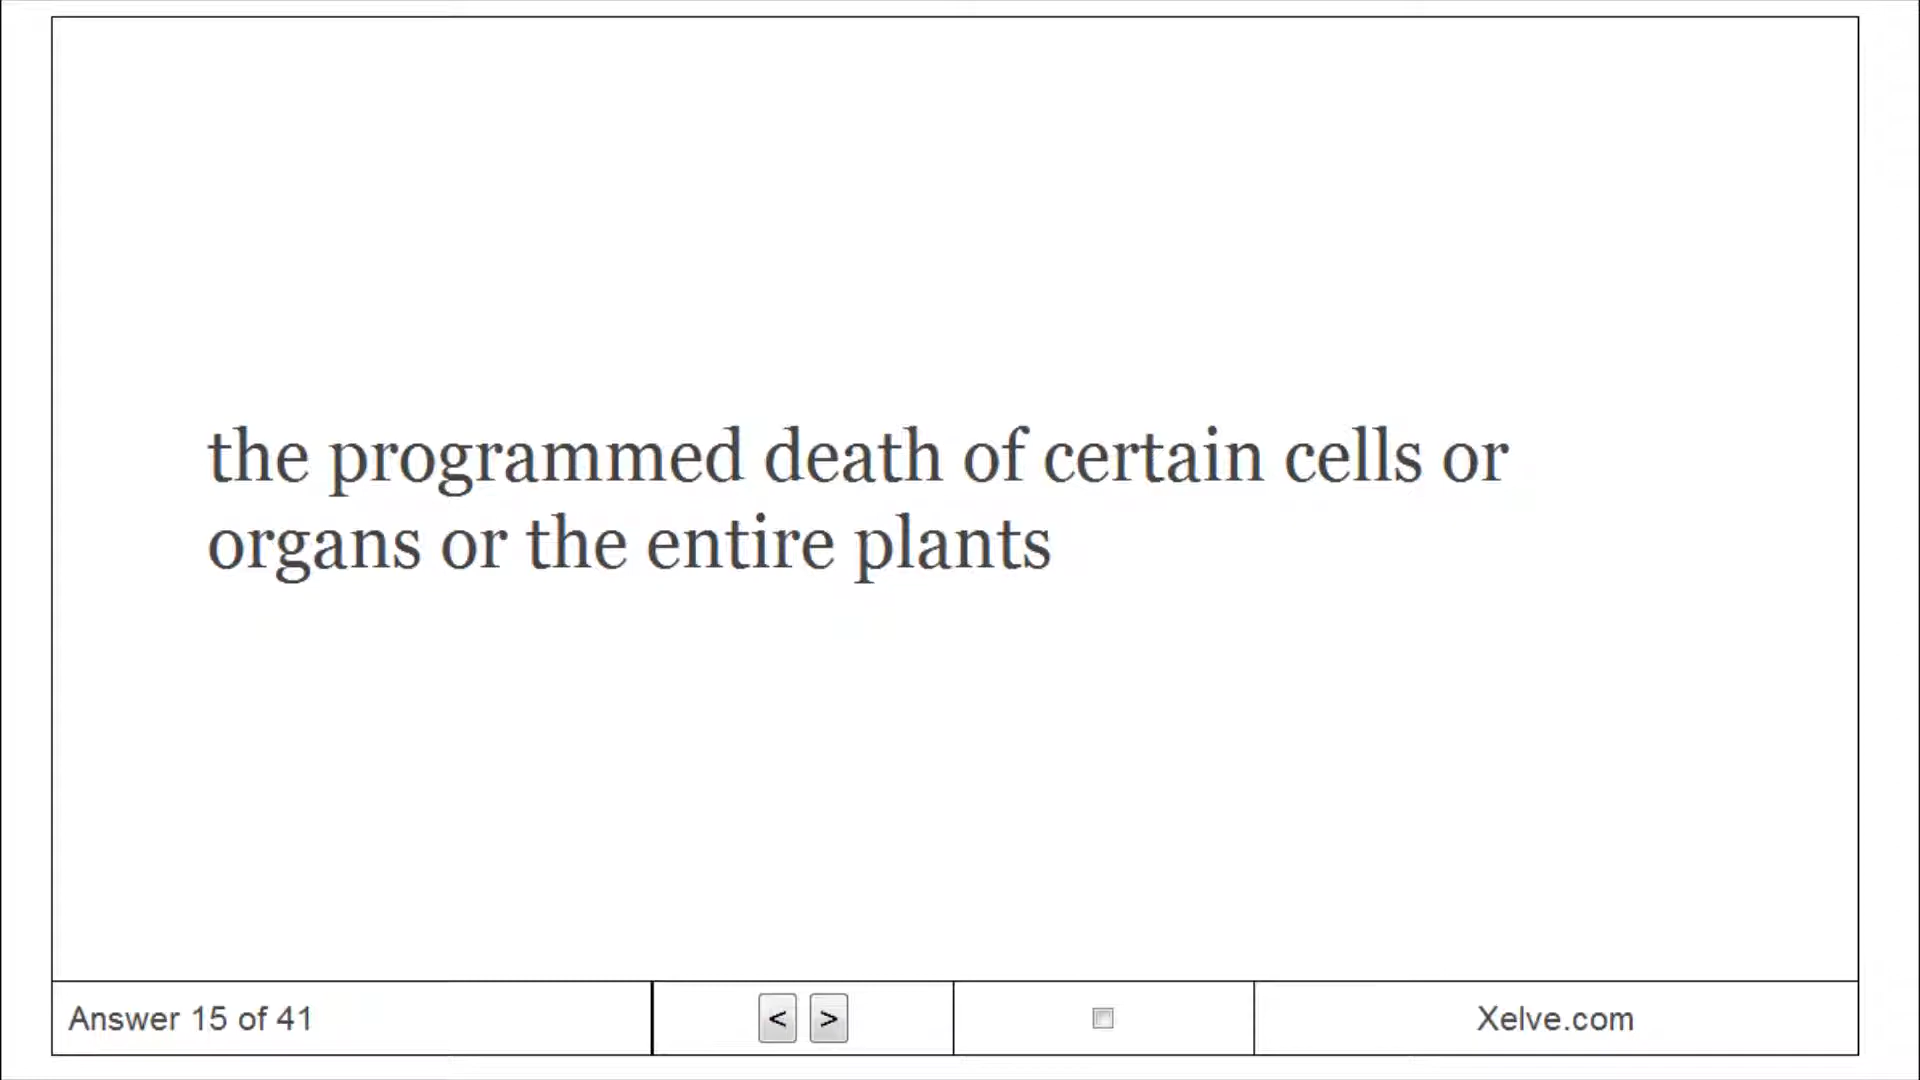 the programmed death of certain cells or
organs or the entire plants
Answer 15 of 41
< >
Xelve.com